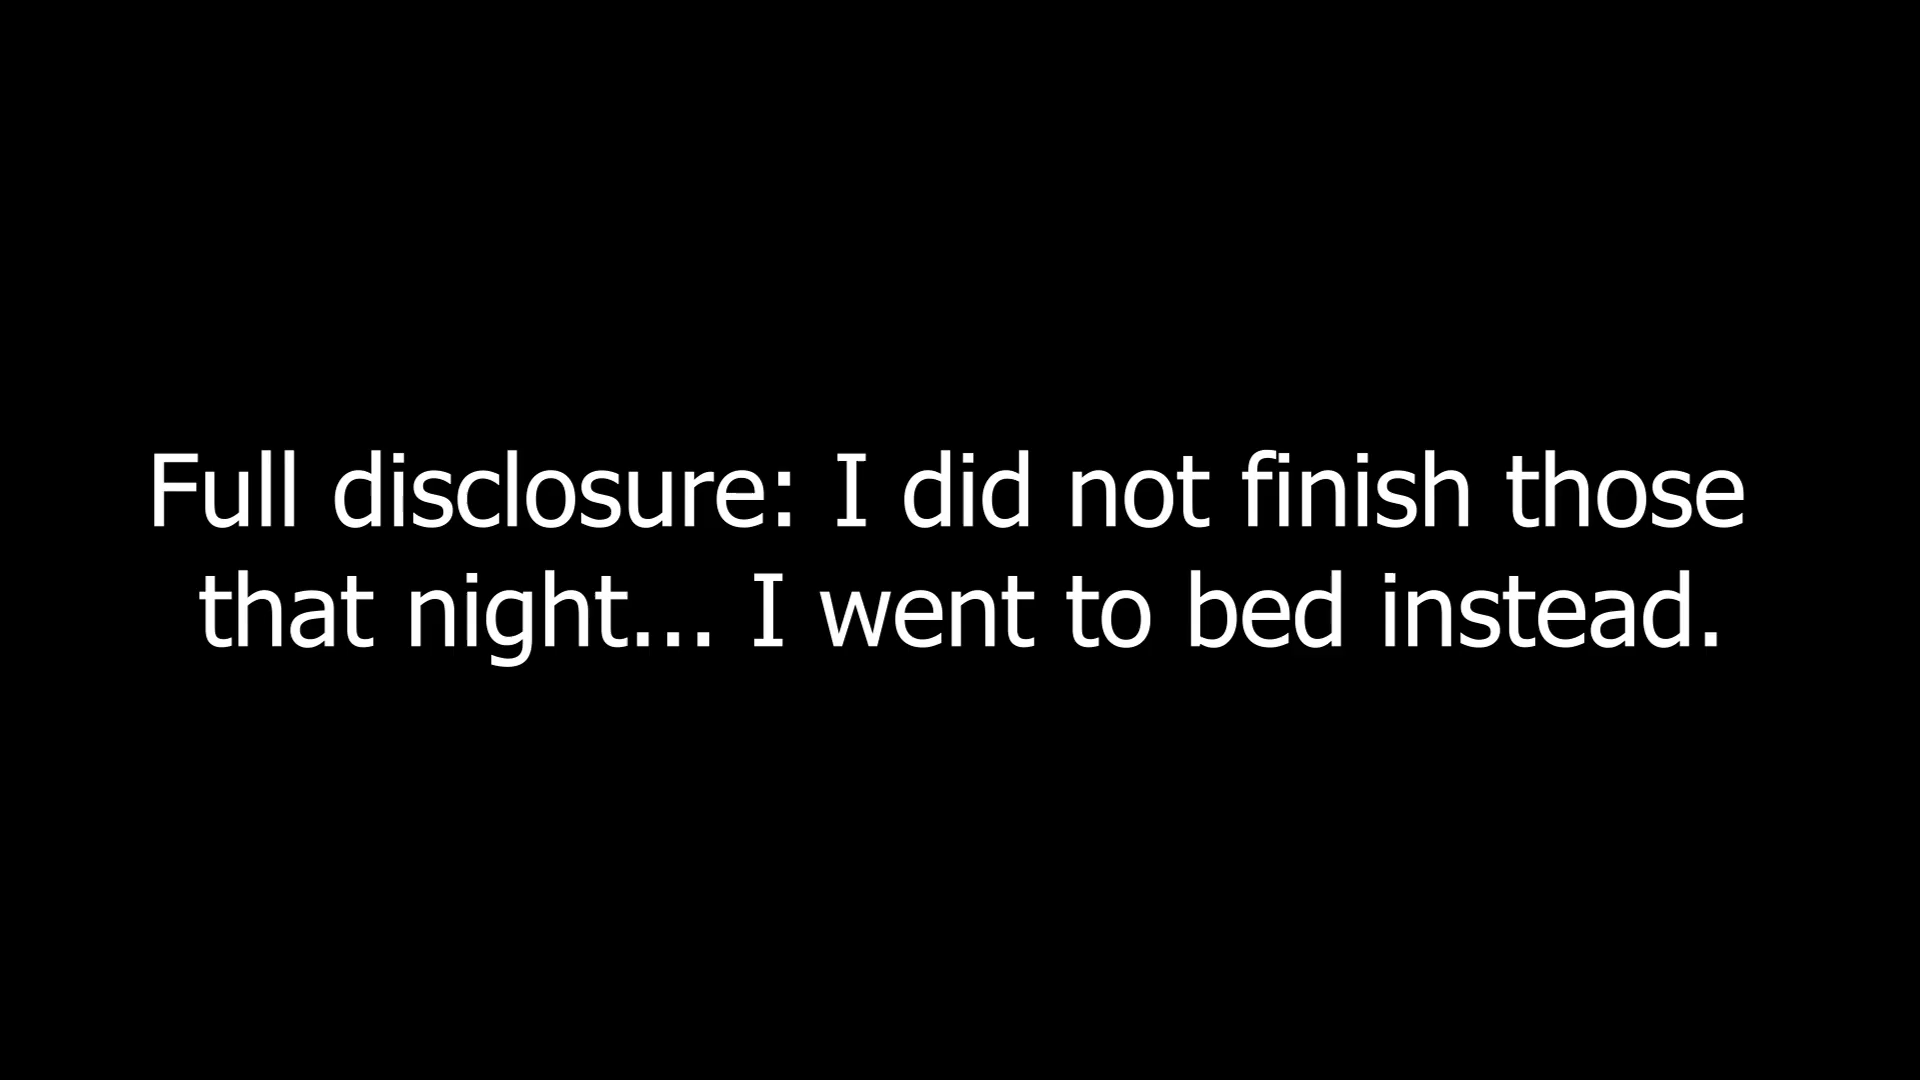 Full disclosure: I did not finish those
that night... I went to bed instead.